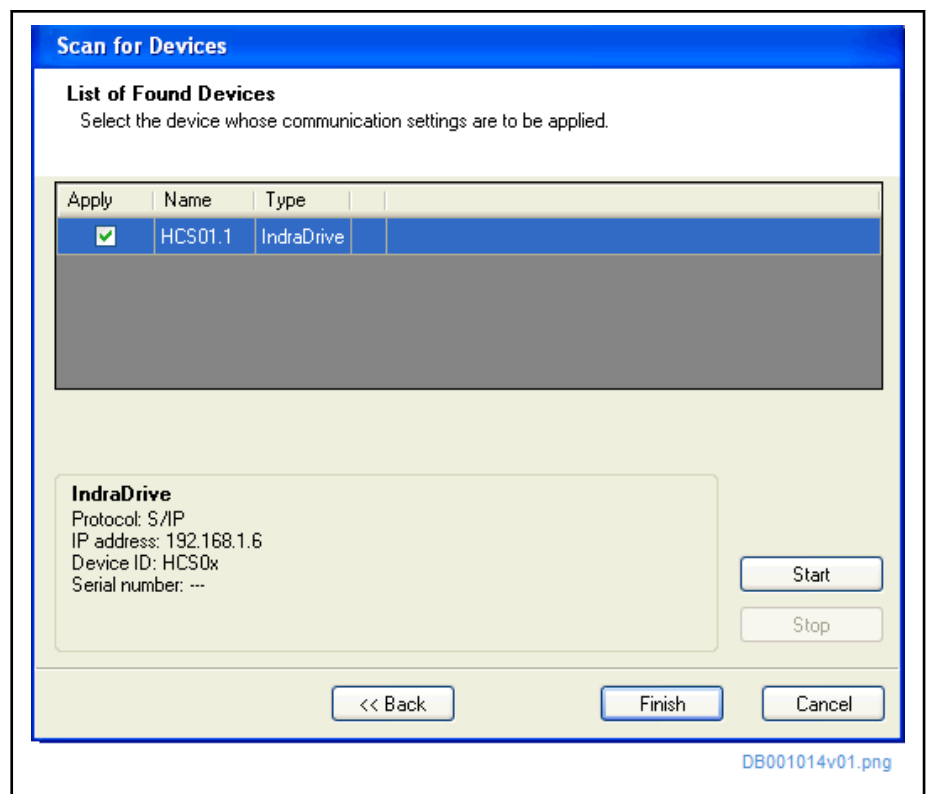 Scan for Devices
List of Found Devices
Select the device whose communication settings are to be applied.
Apply Name Type
HCS01.1 IndraDrive
IndraDrive
Protocol: S/IP
IP address: 192.168.1.6
Device ID: HCS0x
Serial number: ---
Start
Stop
<< Back Finish Cancel
DB001014v01.png